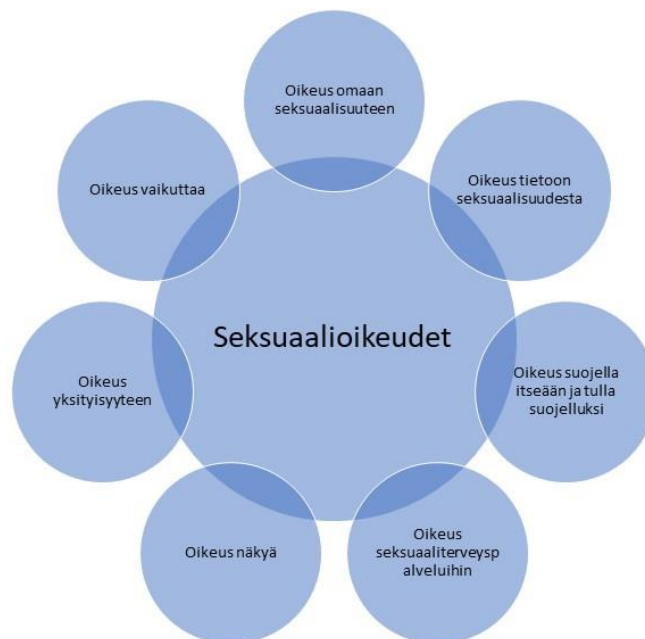 Oikeus omaan
seksuaalisuuteen
Oikeus tietoon
seksuaalisuudesta
Oikeus suojella
itseään ja tulla
suojelluksi
Oikeus
seksuaaliterveysp
alveluihin
Oikeus näkyä
Oikeus
yksityisyyteen
Oikeus vaikuttaa
Seksuaalioikeudet